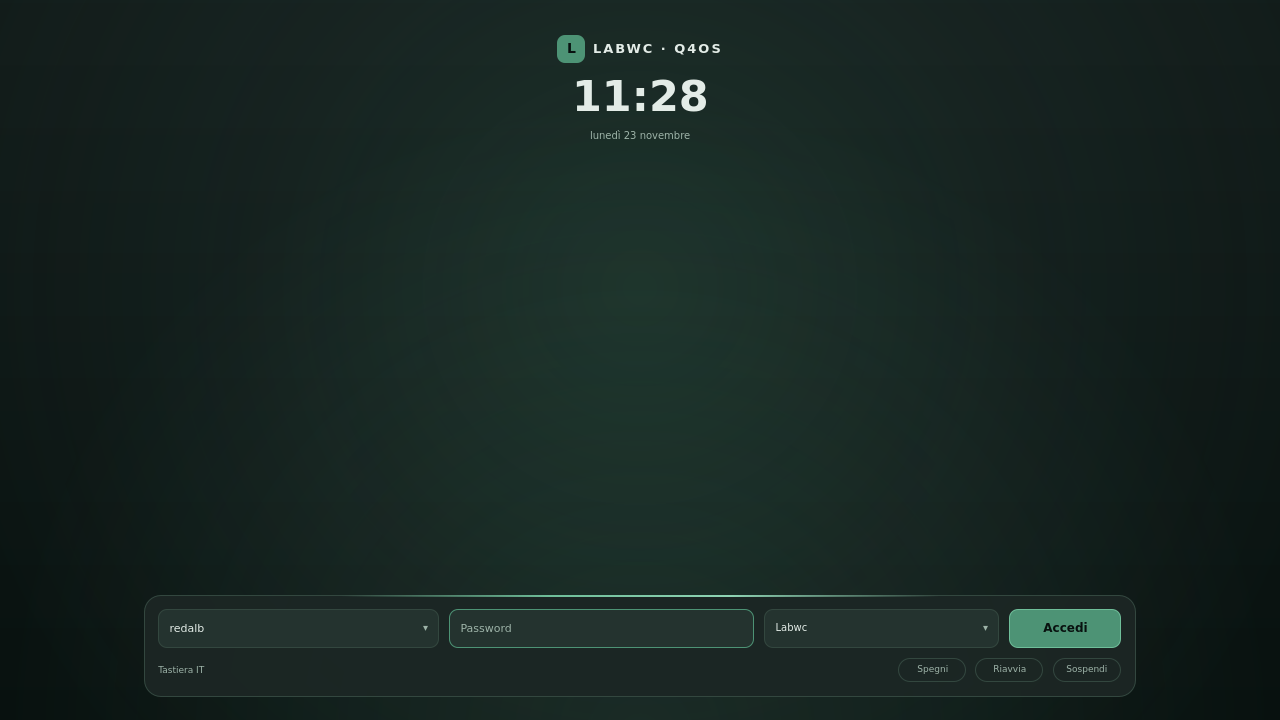 L LABWC · Q4OS
11:28
lunedì 23 novembre
redalb ▾ Password Labwc ▾ Accedi
Tastiera IT Spegni Riavvia Sospendi